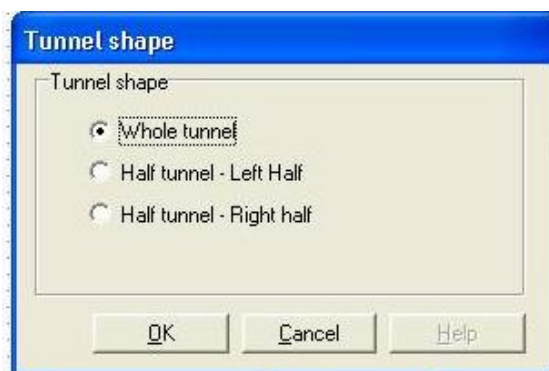 Tunnel shape
Tunnel shape
Whole tunnel
Half tunnel - Left Half
Half tunnel - Right half
OK Cancel Help